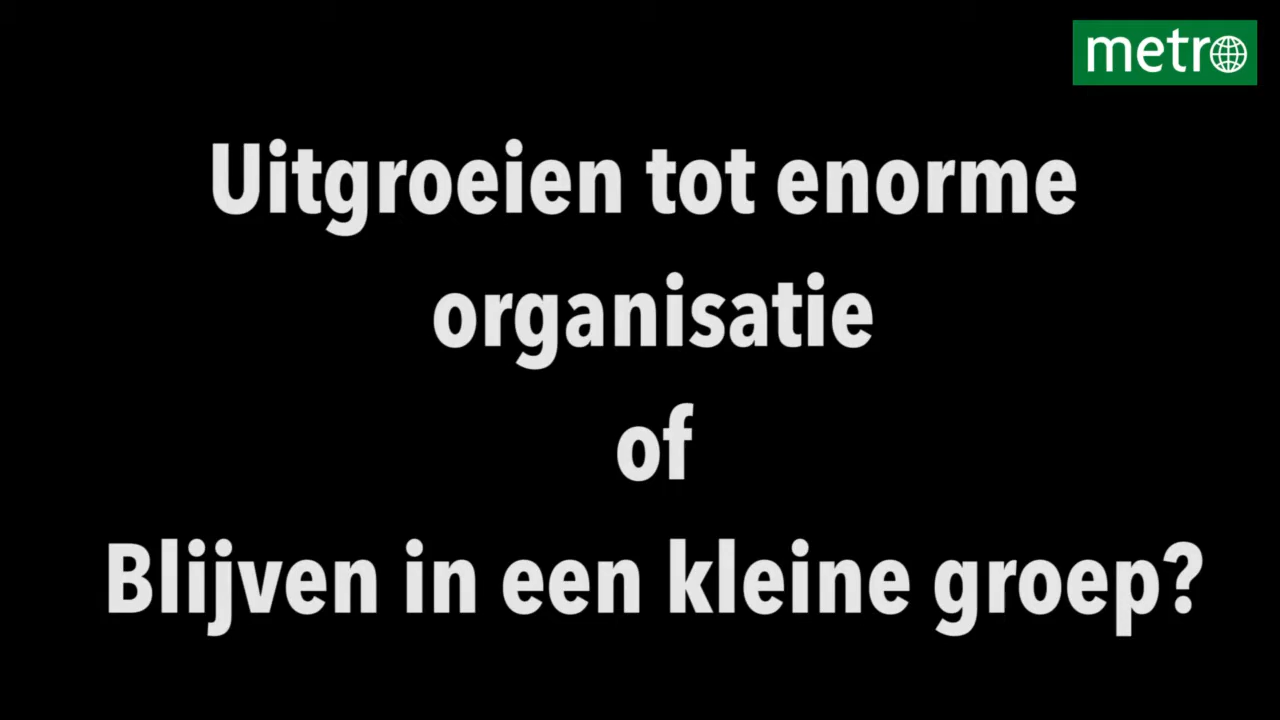 metro
Uitgroeien tot enorme
organisatie
of
Blijven in een kleine groep?